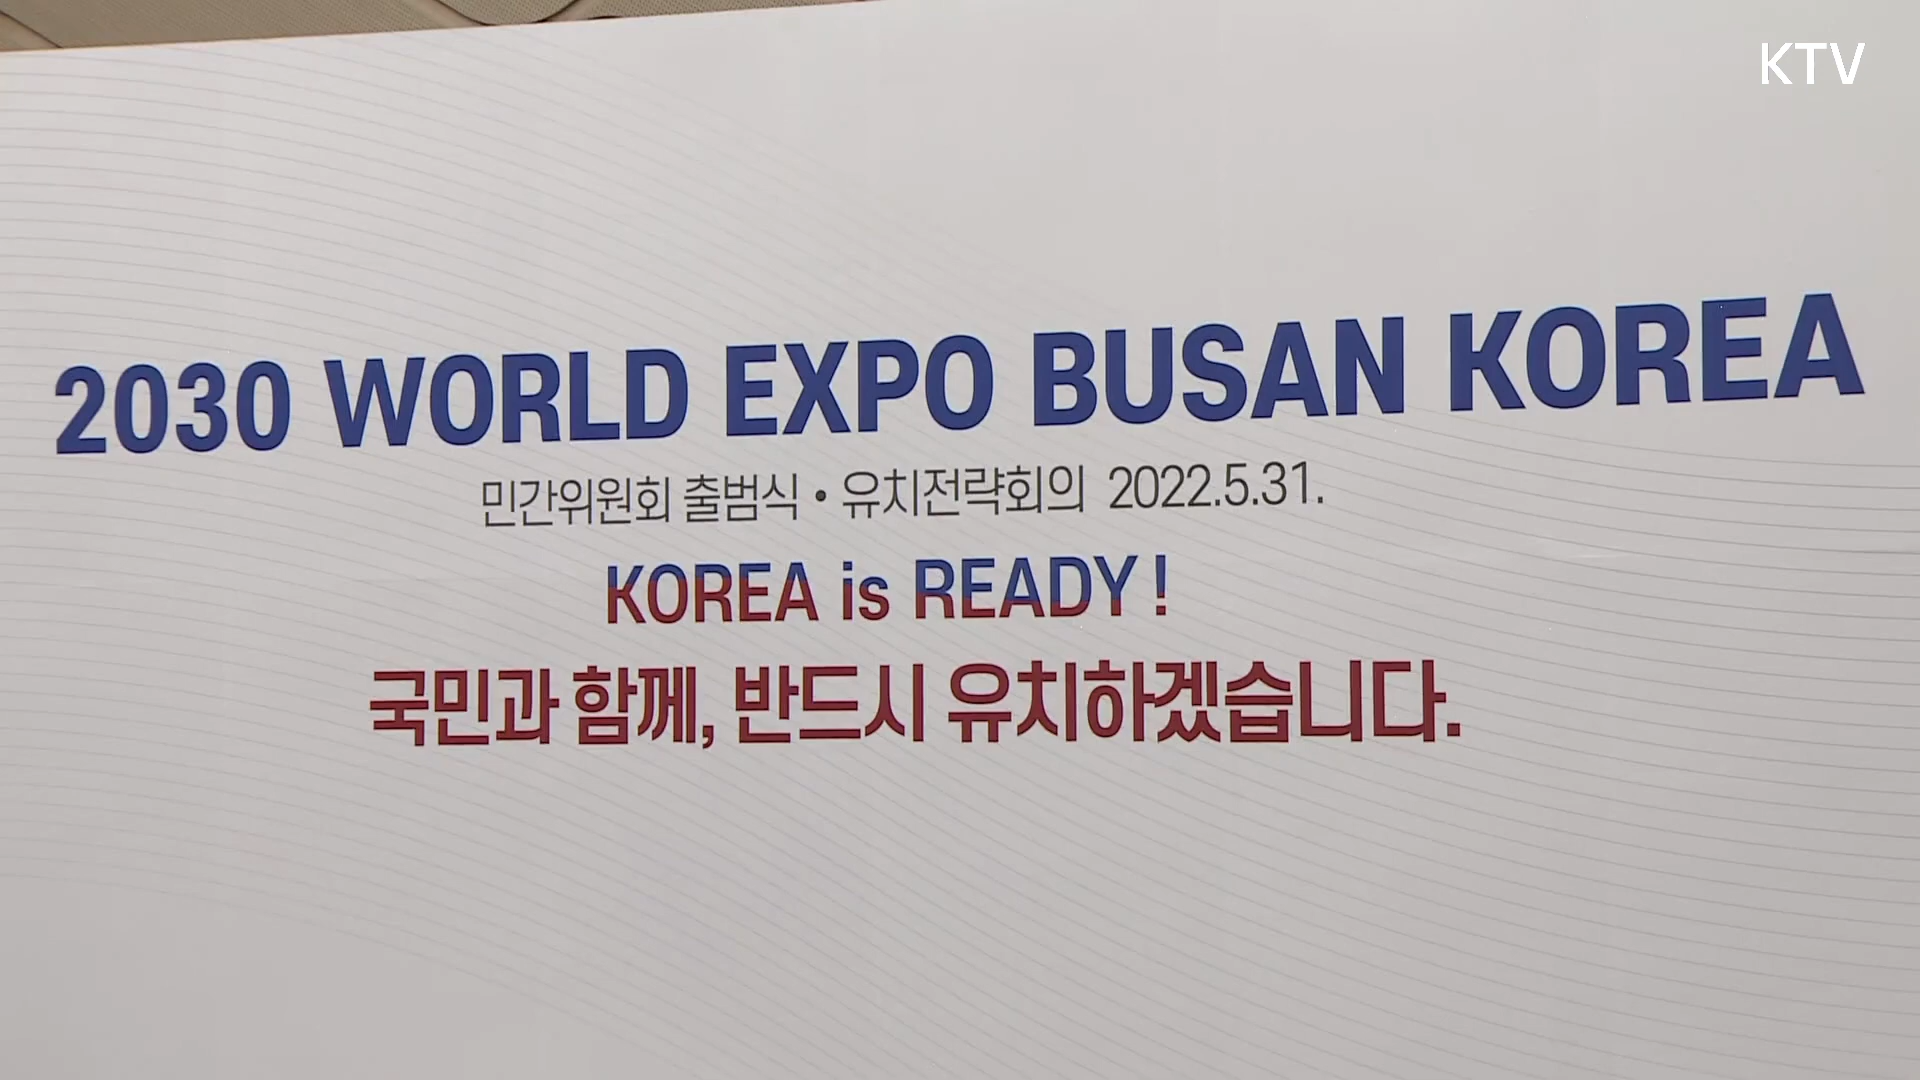 KTV
2030 WORLD EXPO BUSAN KOREA
민간위원회 출범식 • 유치전략회의 2022.5.31.
KOREA is READY !
국민과 함께, 반드시 유치하겠습니다.